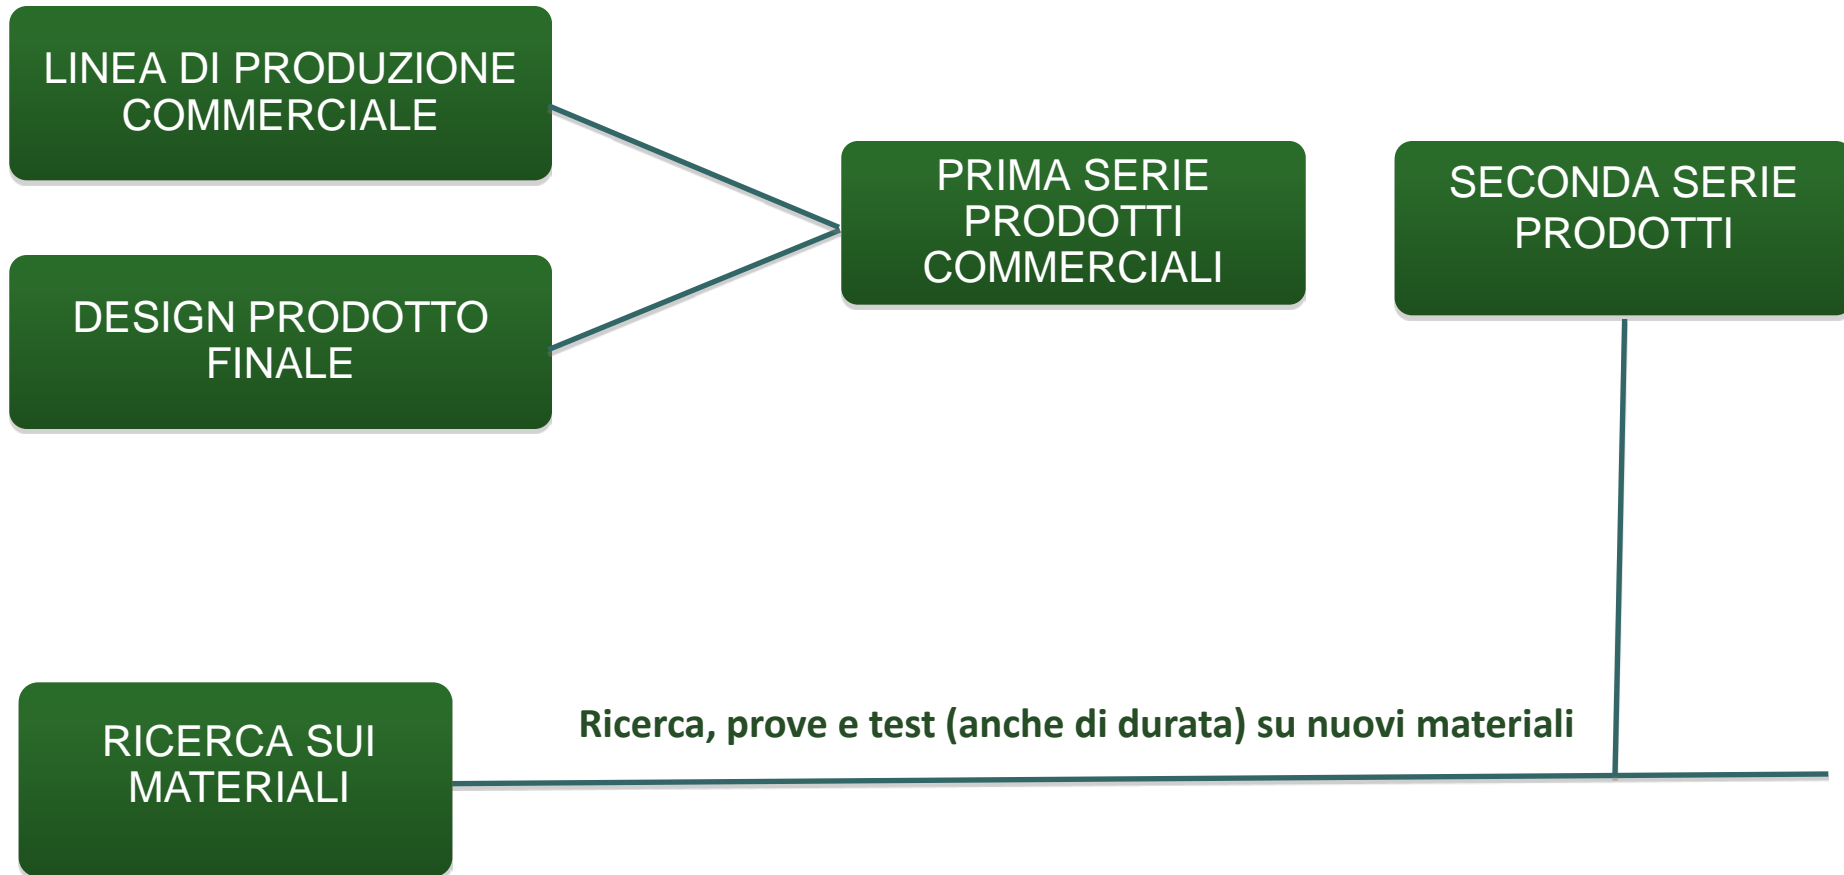 LINEA DI PRODUZIONE
COMMERCIALE
DESIGN PRODOTTO
FINALE
PRIMA SERIE
PRODOTTI
COMMERCIALI
SECONDA SERIE
PRODOTTI
RICERCA SUI
MATERIALI
Ricerca, prove e test (anche di durata) su nuovi materiali